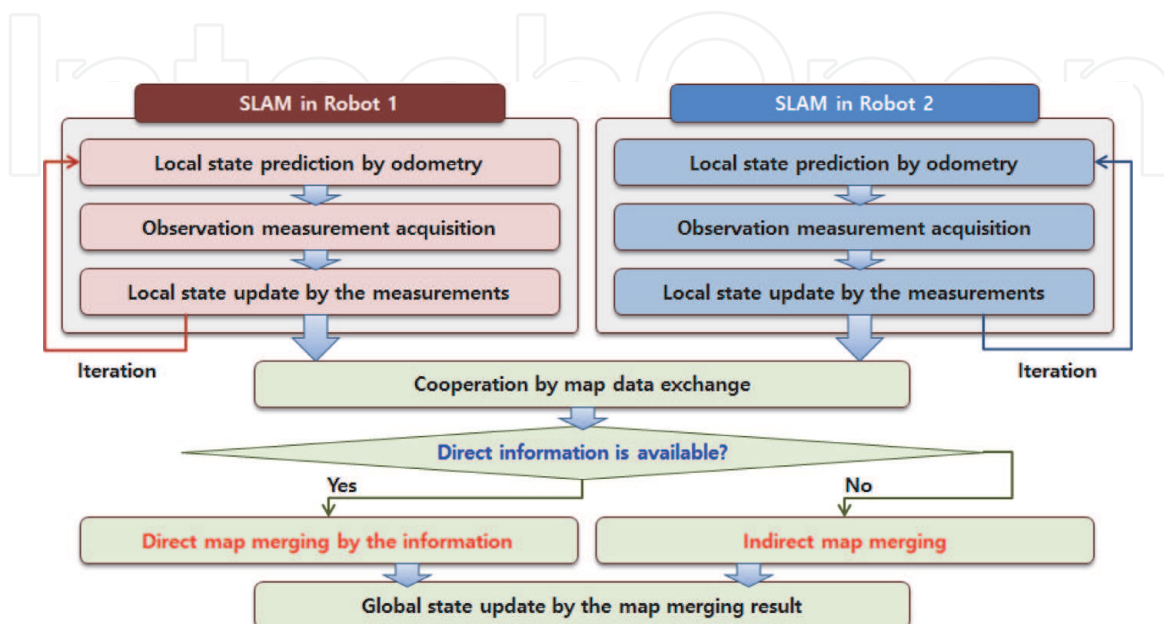 IntechOpen
SLAM in Robot 1
SLAM in Robot 2
Local state prediction by odometry
Local state prediction by odometry
Observation measurement acquisition
Observation measurement acquisition
Local state update by the measurements
Local state update by the measurements
Iteration
Iteration
Cooperation by map data exchange
Direct information is available?
Yes
No
Direct map merging by the information
Indirect map merging
Global state update by the map merging result